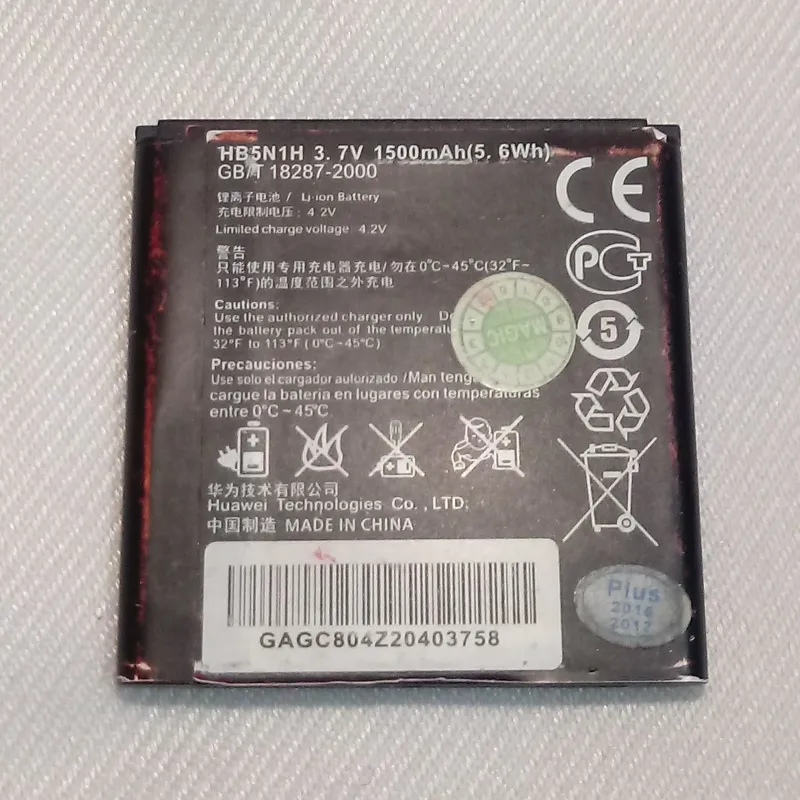 HB5N1H 3.7V 1500mAh(5.6Wh)
GB/T 18287-2000
锂离子电池 / Li-ion Battery
充电限制电压: 4.2V
Limited charge voltage: 4.2V
警告
只能使用专用充电器充电/勿在0°C~45°C(32°F~
113°F)的温度范围之外充电
Cautions:
Use the authorized charger only
the battery pack out of the
32°F to 113°F (0°C~45°C)
Precauciones:
Use solo el cargador autorizado /Man
cargue la bateria en lugares con temperaturas
entre 0°C~45°C
华为技术有限公司
Huawei Technologies Co., LTD.
中国制造 MADE IN CHINA
GAGC804Z20403758
CE
PCT
5
MAGIC
Plus
2016
2017